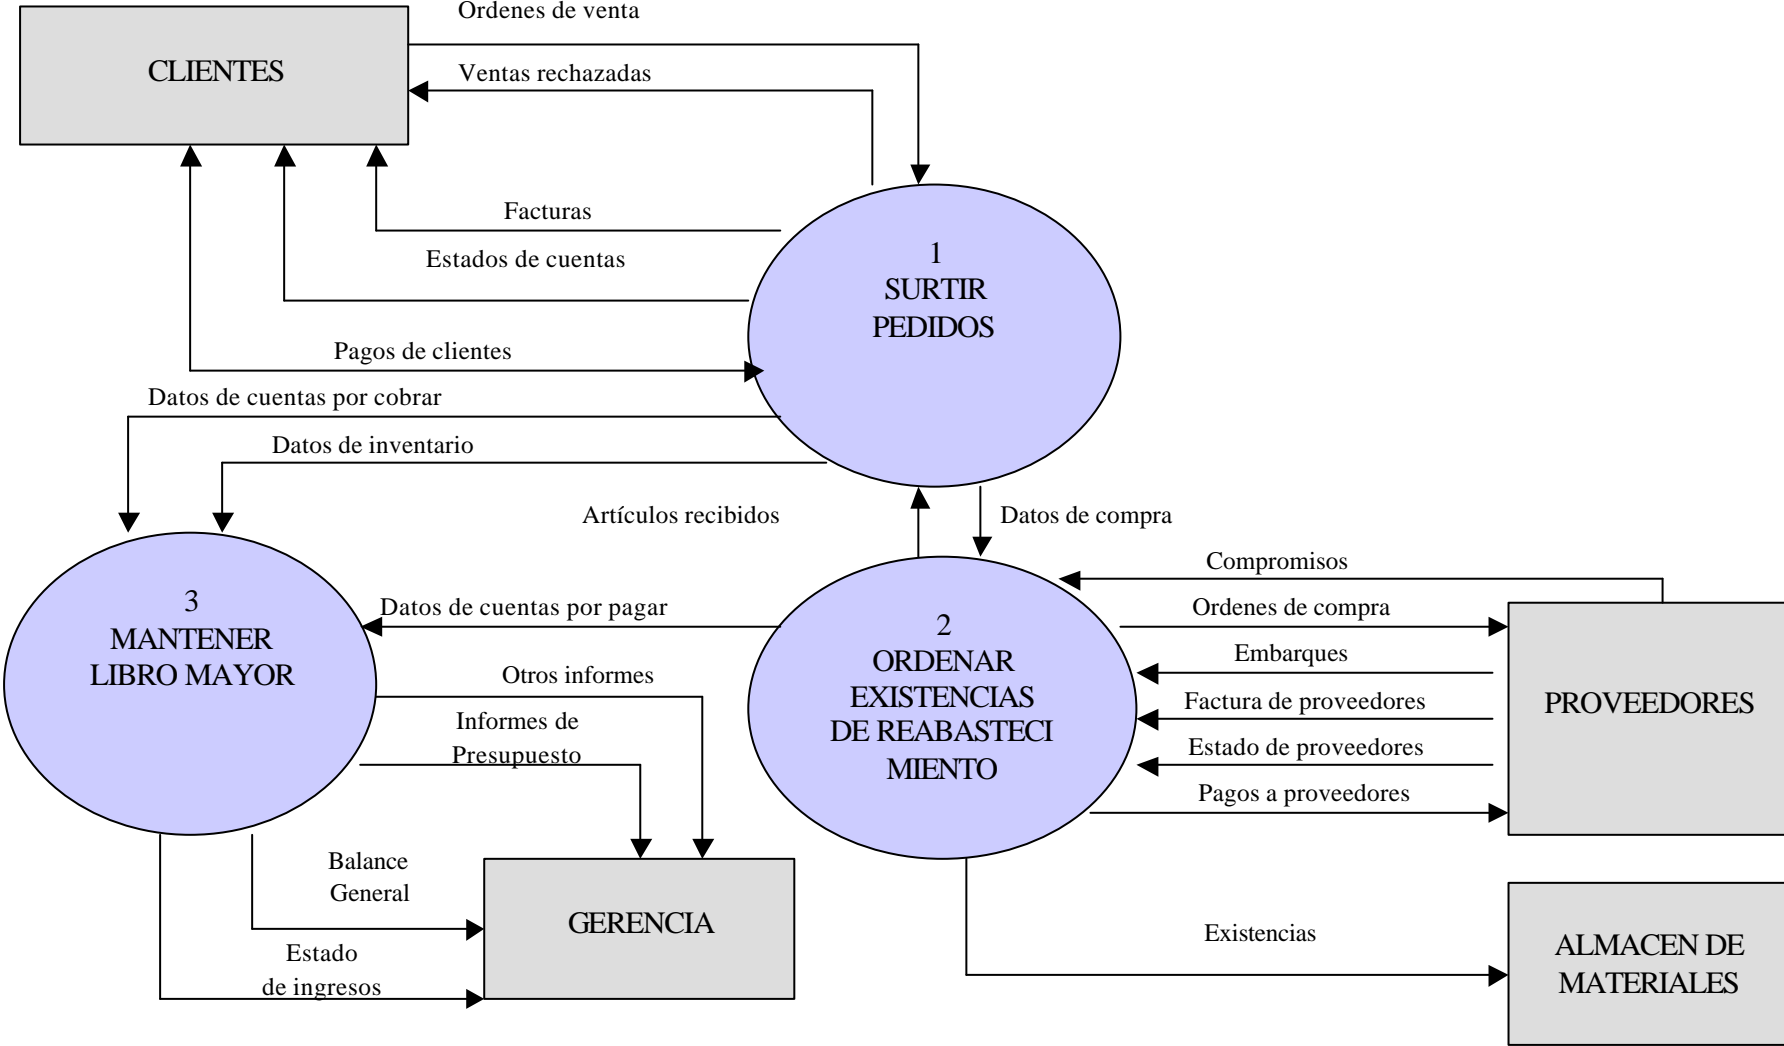 Ordenes de venta
CLIENTES
Ventas rechazadas
Facturas
Estados de cuentas
1
SURTIR
PEDIDOS
Pagos de clientes
Datos de cuentas por cobrar
Datos de inventario
Artículos recibidos
Datos de compra
Compromisos
3
MANTENER
LIBRO MAYOR
Datos de cuentas por pagar
2
ORDENAR
EXISTENCIAS
DE REABASTECI
MIENTO
Ordenes de compra
Embarques
Factura de proveedores
Estado de proveedores
Pagos a proveedores
PROVEEDORES
Otros informes
Informes de
Presupuesto
Balance
General
GERENCIA
Estado
de ingresos
Existencias
ALMACEN DE
MATERIALES